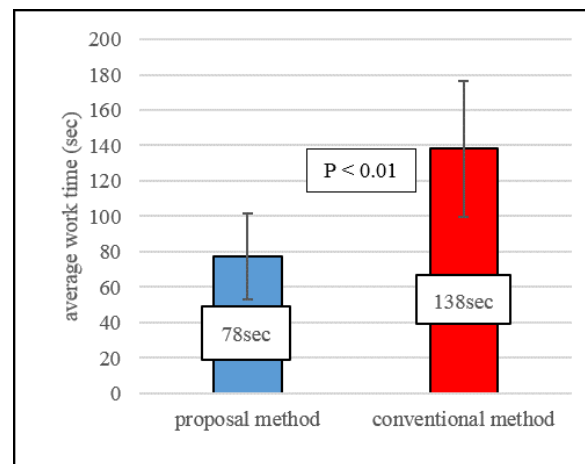 average work time (sec)
200
180
160
140
120
100
80
60
40
20
0
P < 0.01
78sec
138sec
proposal method
conventional method